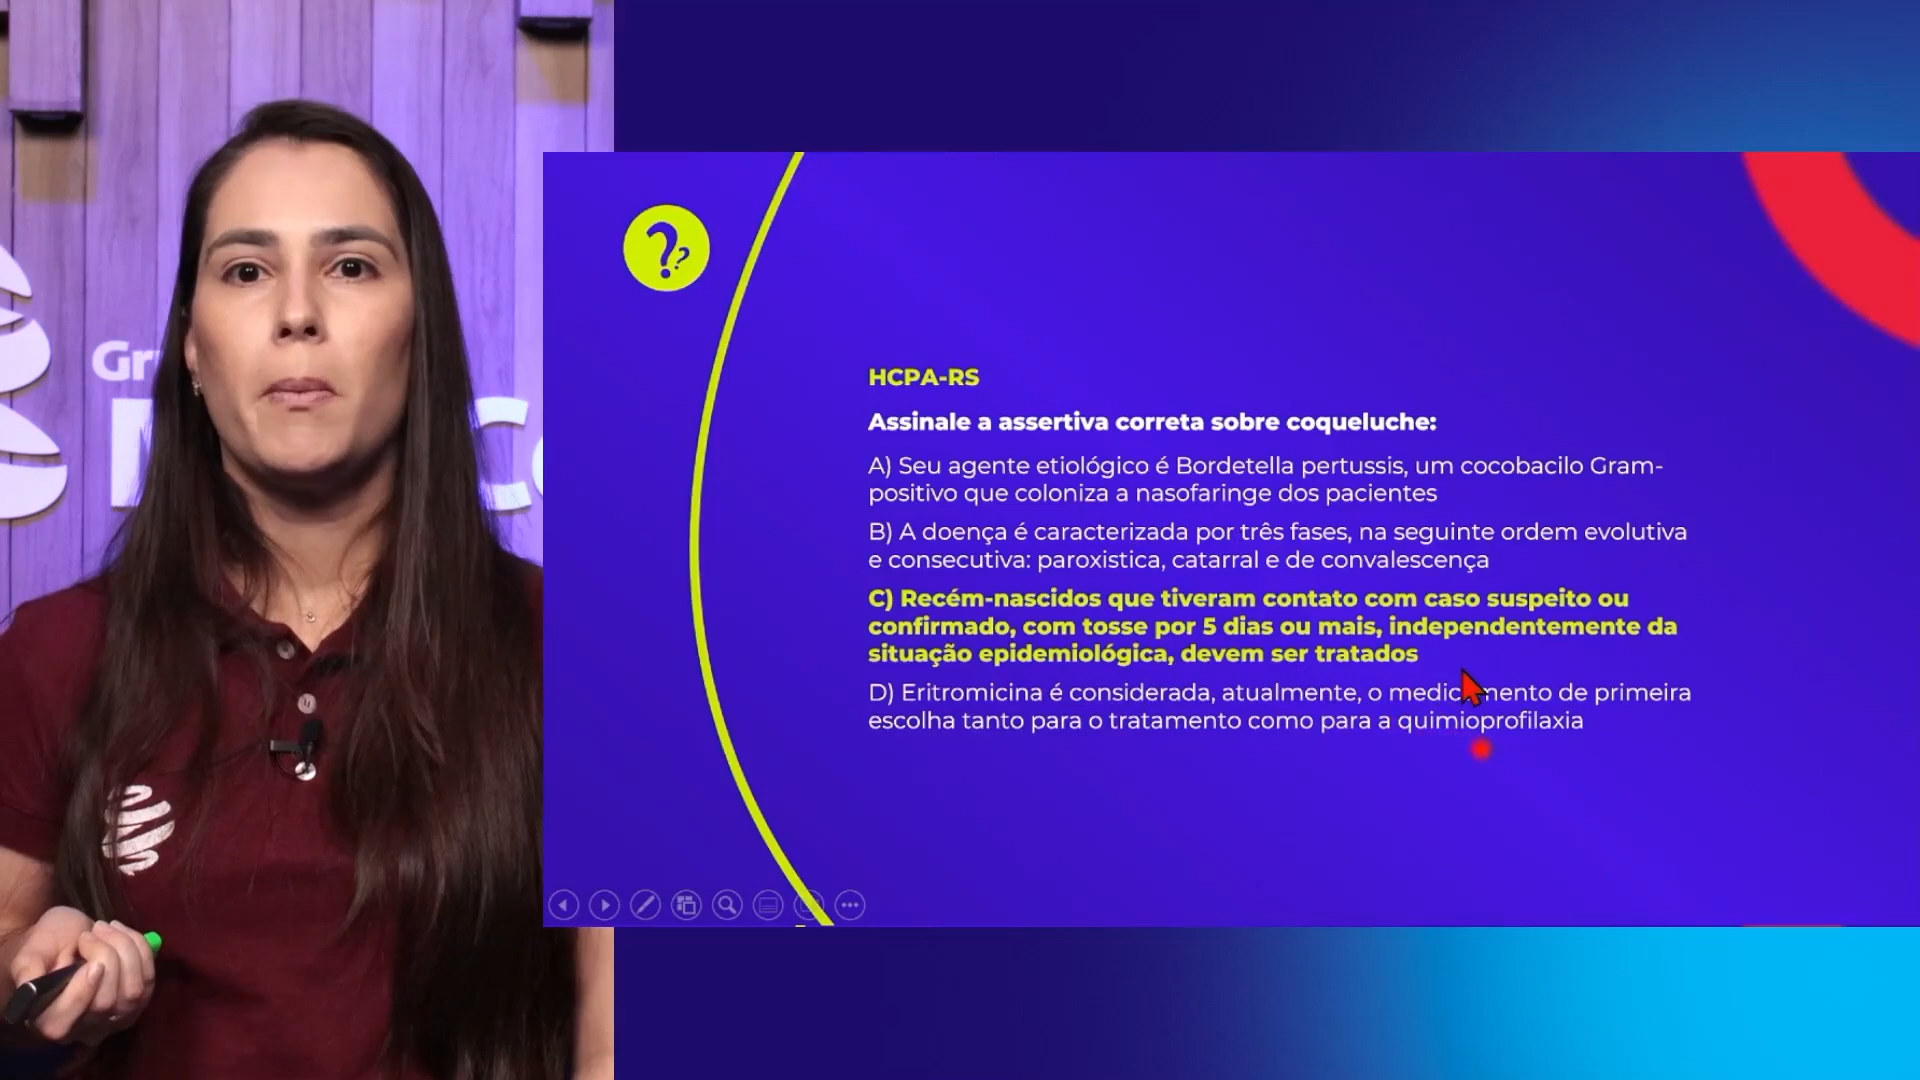 Gr
HCPA-RS
Assinale a assertiva correta sobre coqueluche:
A) Seu agente etiológico é Bordetella pertussis, um cocobacilo Gram-
positivo que coloniza a nasofaringe dos pacientes
B) A doença é caracterizada por três fases, na seguinte ordem evolutiva
e consecutiva: paroxistica, catarral e de convalescença
C) Recém-nascidos que tiveram contato com caso suspeito ou
confirmado, com tosse por 5 dias ou mais, independentemente da
situação epidemiológica, devem ser tratados
D) Eritromicina é considerada, atualmente, o medicamento de primeira
escolha tanto para o tratamento como para a quimioprofilaxia